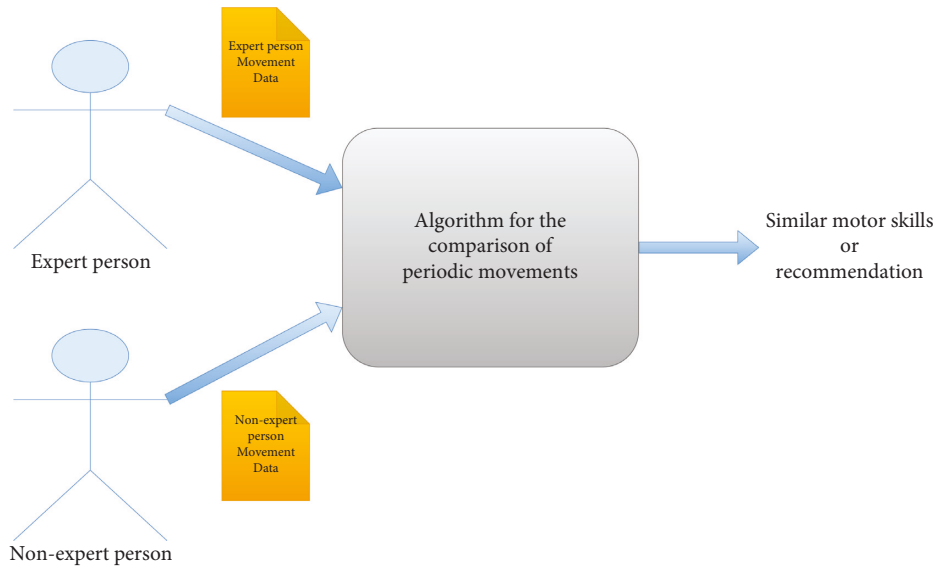 Expert person
Movement
Data
Expert person
Algorithm for the
comparison of
periodic movements
Similar motor skills
or
recommendation
Non-expert
person
Movement
Data
Non-expert person